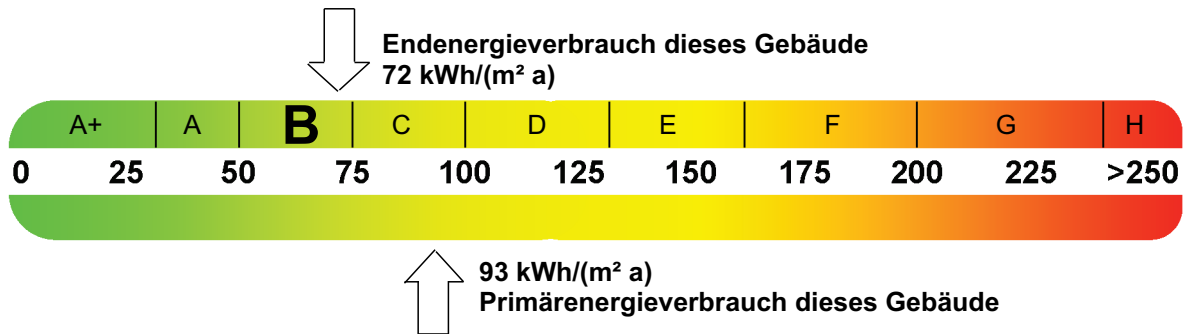 Endenergieverbrauch dieses Gebäude
72 kWh/(m² a)
A+ A B C D E F G H
0 25 50 75 100 125 150 175 200 225 >250
93 kWh/(m² a)
Primärenergieverbrauch dieses Gebäude